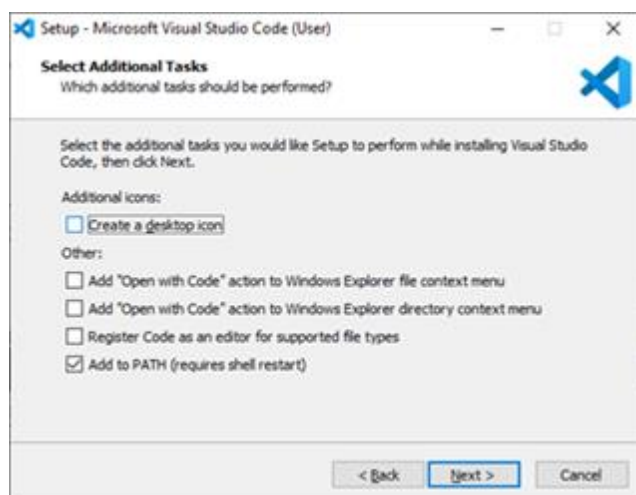 Setup - Microsoft Visual Studio Code (User)
Select Additional Tasks
Which additional tasks should be performed?
Select the additional tasks you would like Setup to perform while installing Visual Studio
Code, then click Next.
Additional icons:
Create a desktop icon
Other:
Add "Open with Code" action to Windows Explorer file context menu
Add "Open with Code" action to Windows Explorer directory context menu
Register Code as an editor for supported file types
Add to PATH (requires shell restart)
< Back Next > Cancel